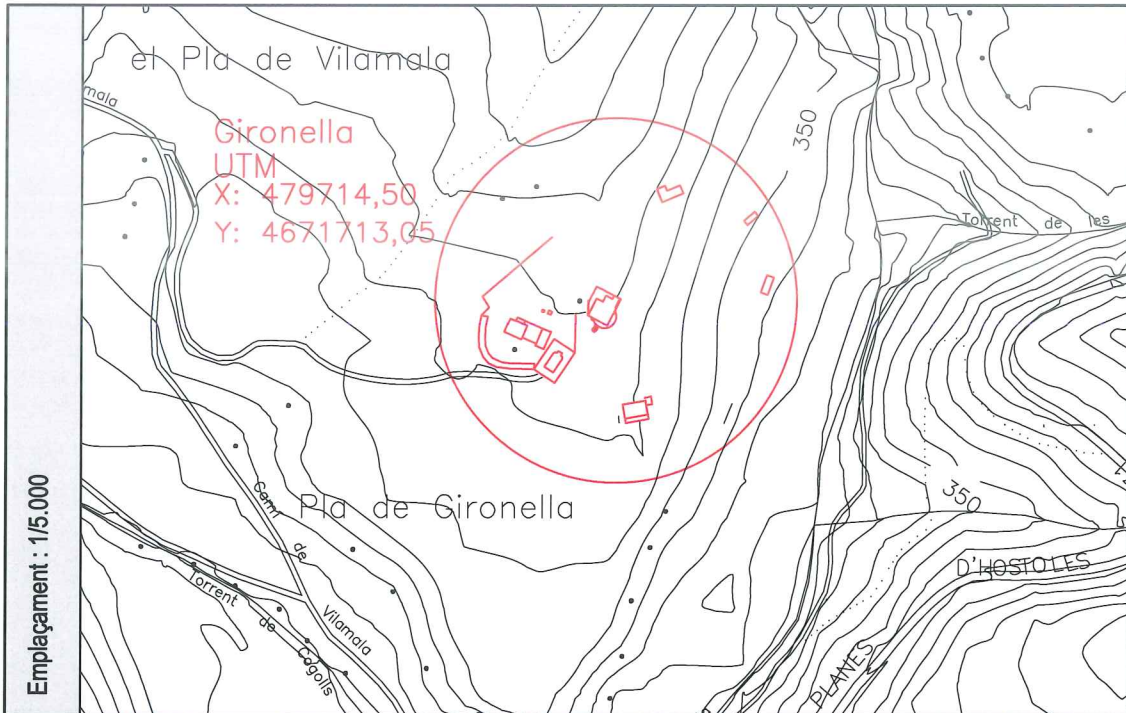 Emplaçament : 1/5.000
el Pla de Vilamala
mala
Gironella
UTM
X: 479714,50
Y: 4671713,05
350
Torrent de les
Pla de Gironella
Camí de Vilamala
Torrent de Cogolls
350
D'HOSTOLES
PLANES